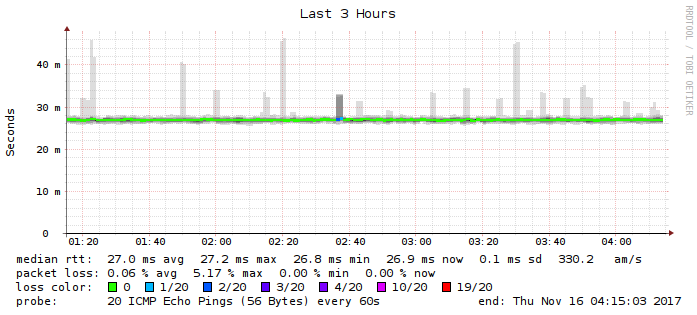 Last 3 Hours
RRDTOOL / TOBI OETIKER
Seconds
40 m
30 m
20 m
10 m
0
01:20 01:40 02:00 02:20 02:40 03:00 03:20 03:40 04:00
median rtt: 27.0 ms avg 27.2 ms max 26.8 ms min 26.9 ms now 0.1 ms sd 330.2 am/s
packet loss: 0.06 % avg 5.17 % max 0.00 % min 0.00 % now
loss color: 0 1/20 2/20 3/20 4/20 10/20 19/20
probe: 20 ICMP Echo Pings (56 Bytes) every 60s end: Thu Nov 16 04:15:03 2017